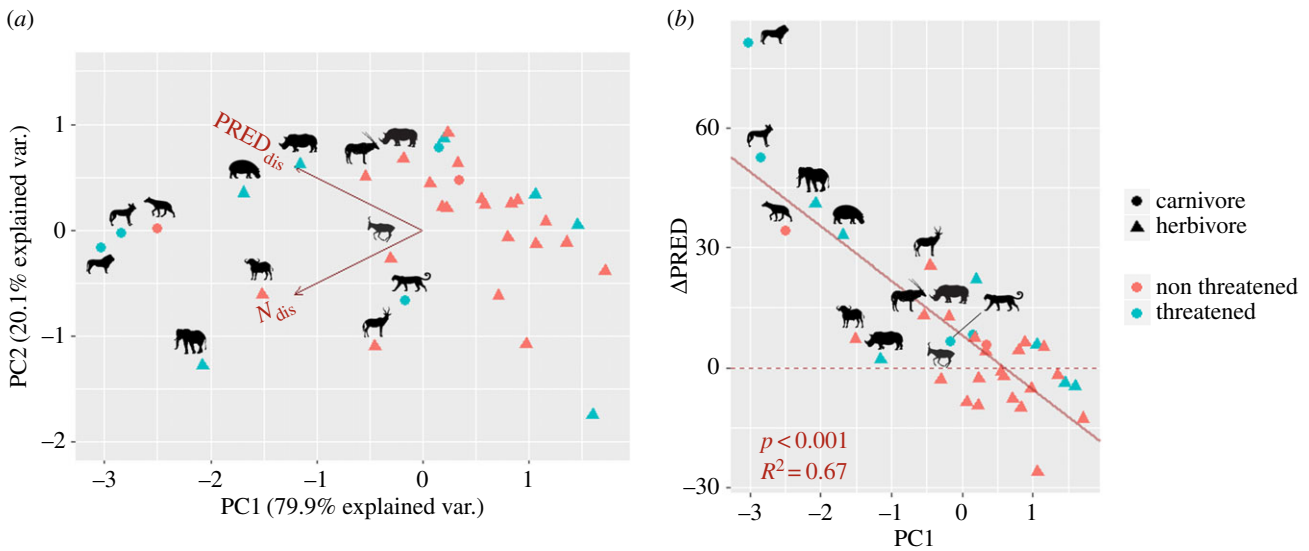 (a)
PC2 (20.1% explained var.)
1
0
−1
−2
PRED dis
N dis
−3
−2
−1
0
1
PC1 (79.9% explained var.)
(b)
ΔPRED
60
30
0
−30
p < 0.001
R² = 0.67
−3
−2
−1
0
1
PC1
carnivore
herbivore
non threatened
threatened